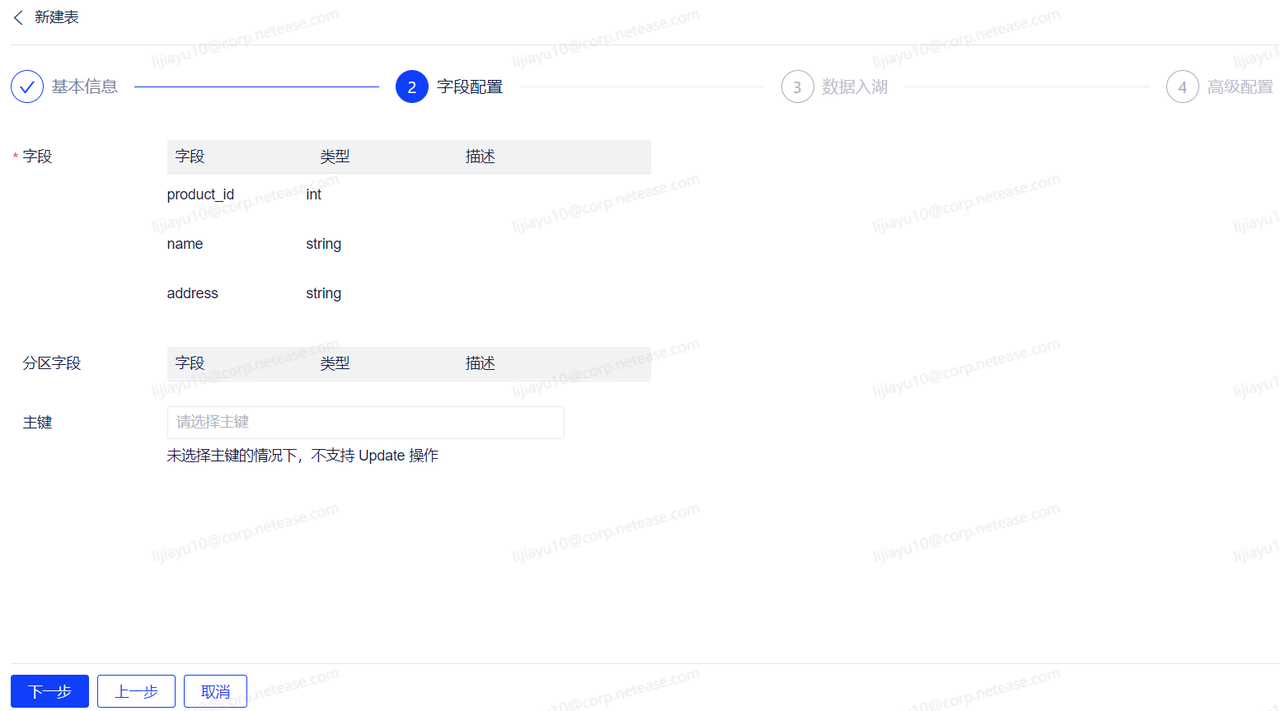 新建表
基本信息
2 字段配置
3 数据入湖
4 高级配置
* 字段
字段 类型 描述
product_id int
name string
address string
分区字段
字段 类型 描述
主键
请选择主键
未选择主键的情况下，不支持 Update 操作
下一步 上一步 取消
lijiayu10@corp.netease.com